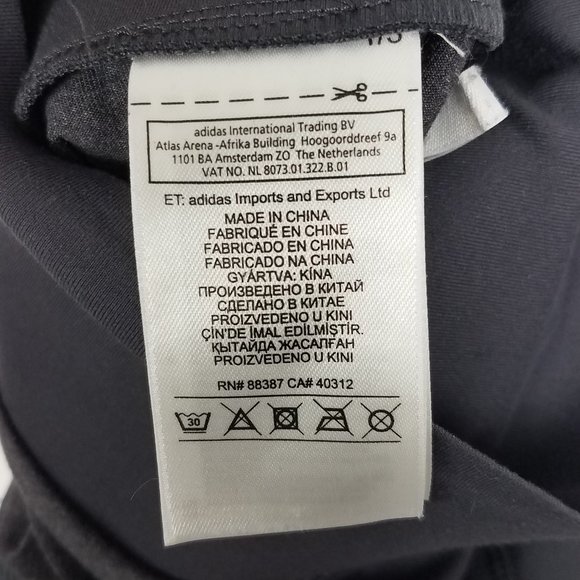 175
adidas International Trading BV
Atlas Arena -Afrika Building Hoogoorddreef 9a
1101 BA Amsterdam ZO The Netherlands
VAT NO. NL 8073.01.322.B.01
ET: adidas Imports and Exports Ltd
MADE IN CHINA
FABRIQUÉ EN CHINE
FABRICADO EN CHINA
FABRICADO NA CHINA
GYÁRTVA: KÍNA
ПРОИЗВЕДЕНО В КИТАЙ
СДЕЛАНО В КИТАЕ
PROIZVEDENO U KINI
ÇİN'DE İMAL EDİLMİŞTİR.
ҚЫТАЙДА ЖАСАЛҒАН
PROIZVEDENO U KINI
RN# 88387 CA# 40312
30